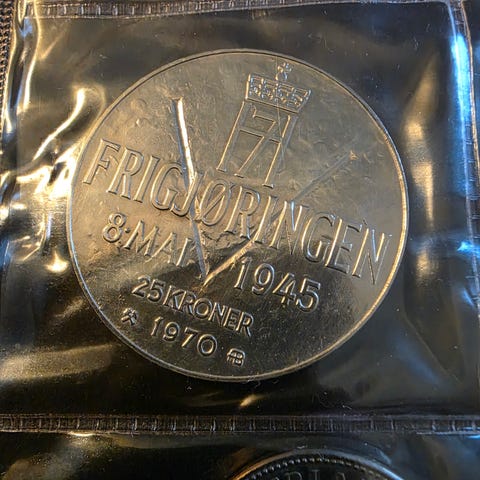 H7
FRIGJØRINGEN
8.MAI 1945
25 KRONER
1970